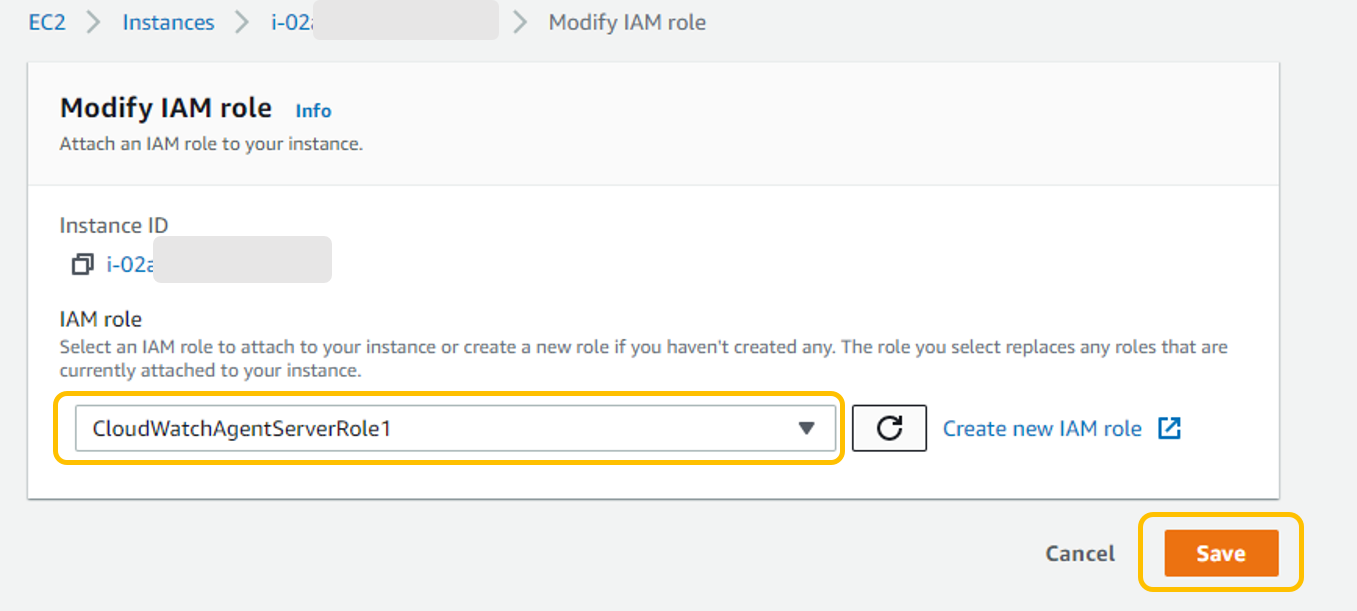 EC2 > Instances > i-02 > Modify IAM role
Modify IAM role Info
Attach an IAM role to your instance.
Instance ID
i-02a
IAM role
Select an IAM role to attach to your instance or create a new role if you haven't created any. The role you select replaces any roles that are
currently attached to your instance.
CloudWatchAgentServerRole1 Create new IAM role
Cancel Save